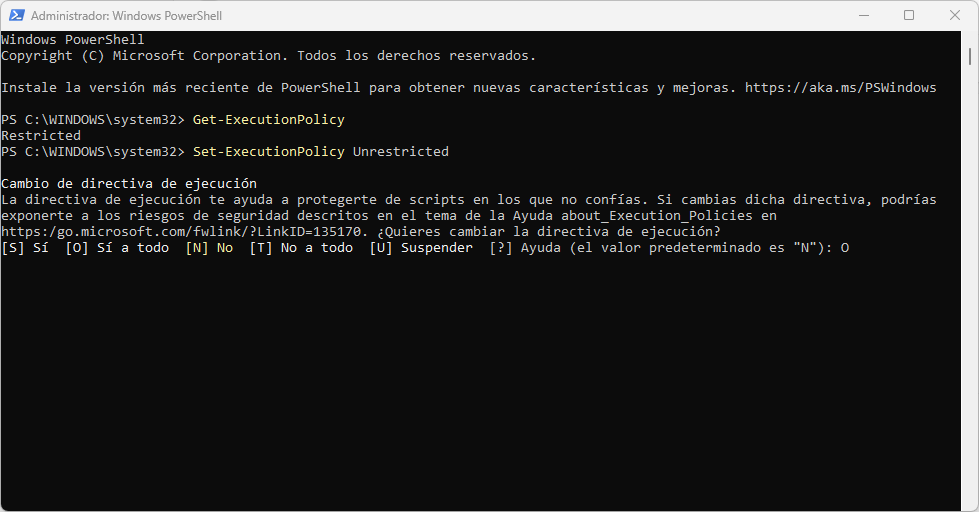 Administrador: Windows PowerShell
Windows PowerShell
Copyright (C) Microsoft Corporation. Todos los derechos reservados.
Instale la versión más reciente de PowerShell para obtener nuevas características y mejoras. https://aka.ms/PSWindows
PS C:\WINDOWS\system32> Get-ExecutionPolicy
Restricted
PS C:\WINDOWS\system32> Set-ExecutionPolicy Unrestricted
Cambio de directiva de ejecución
La directiva de ejecución te ayuda a protegerte de scripts en los que no confías. Si cambias dicha directiva, podrías
exponerte a los riesgos de seguridad descritos en el tema de la Ayuda about_Execution_Policies en
https:/go.microsoft.com/fwlink/?LinkID=135170. ¿Quieres cambiar la directiva de ejecución?
[S] Sí  [O] Sí a todo  [N] No  [T] No a todo  [U] Suspender  [?] Ayuda (el valor predeterminado es "N"): O